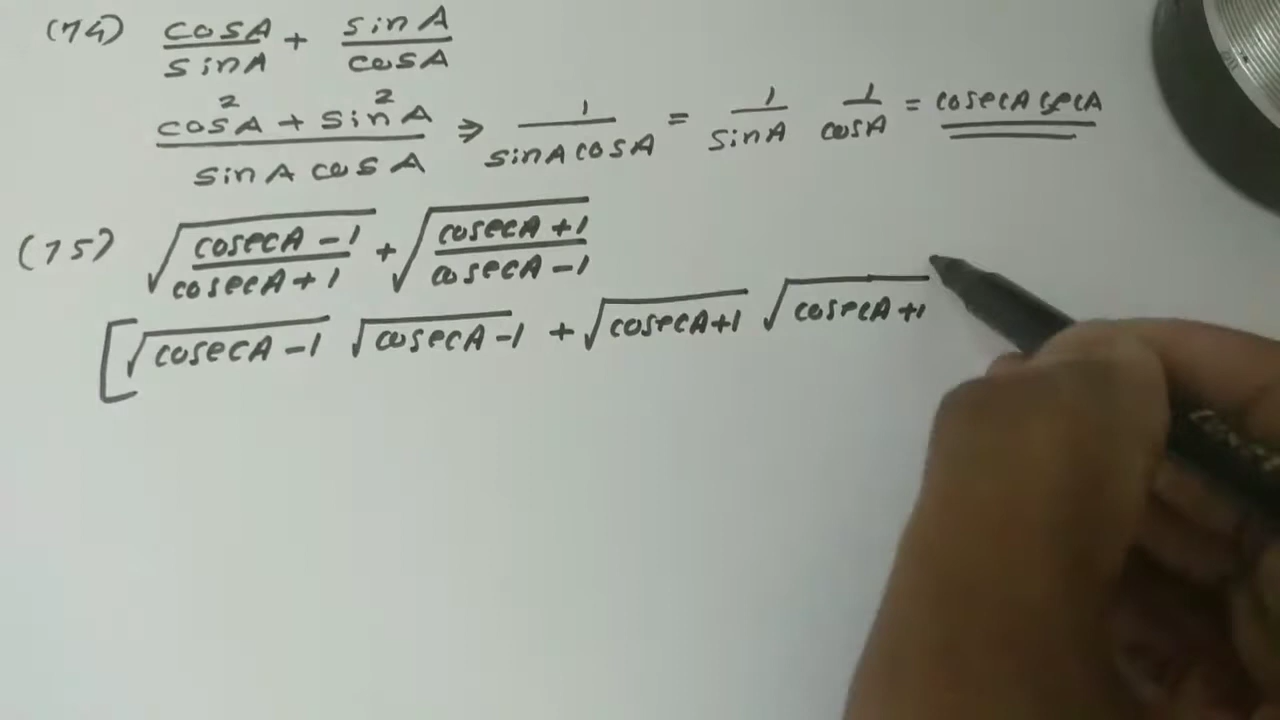 (74) cosA/sinA + sinA/cosA
cos²A + sin²A / sinA cosA ⇒ 1/sinA cosA = 1/sinA 1/cosA = cosecA secA
(75) √(cosecA-1/cosecA+1) + √(cosecA+1/cosecA-1)
[√cosecA-1 √cosecA-1 + √cosecA+1 √cosecA+1